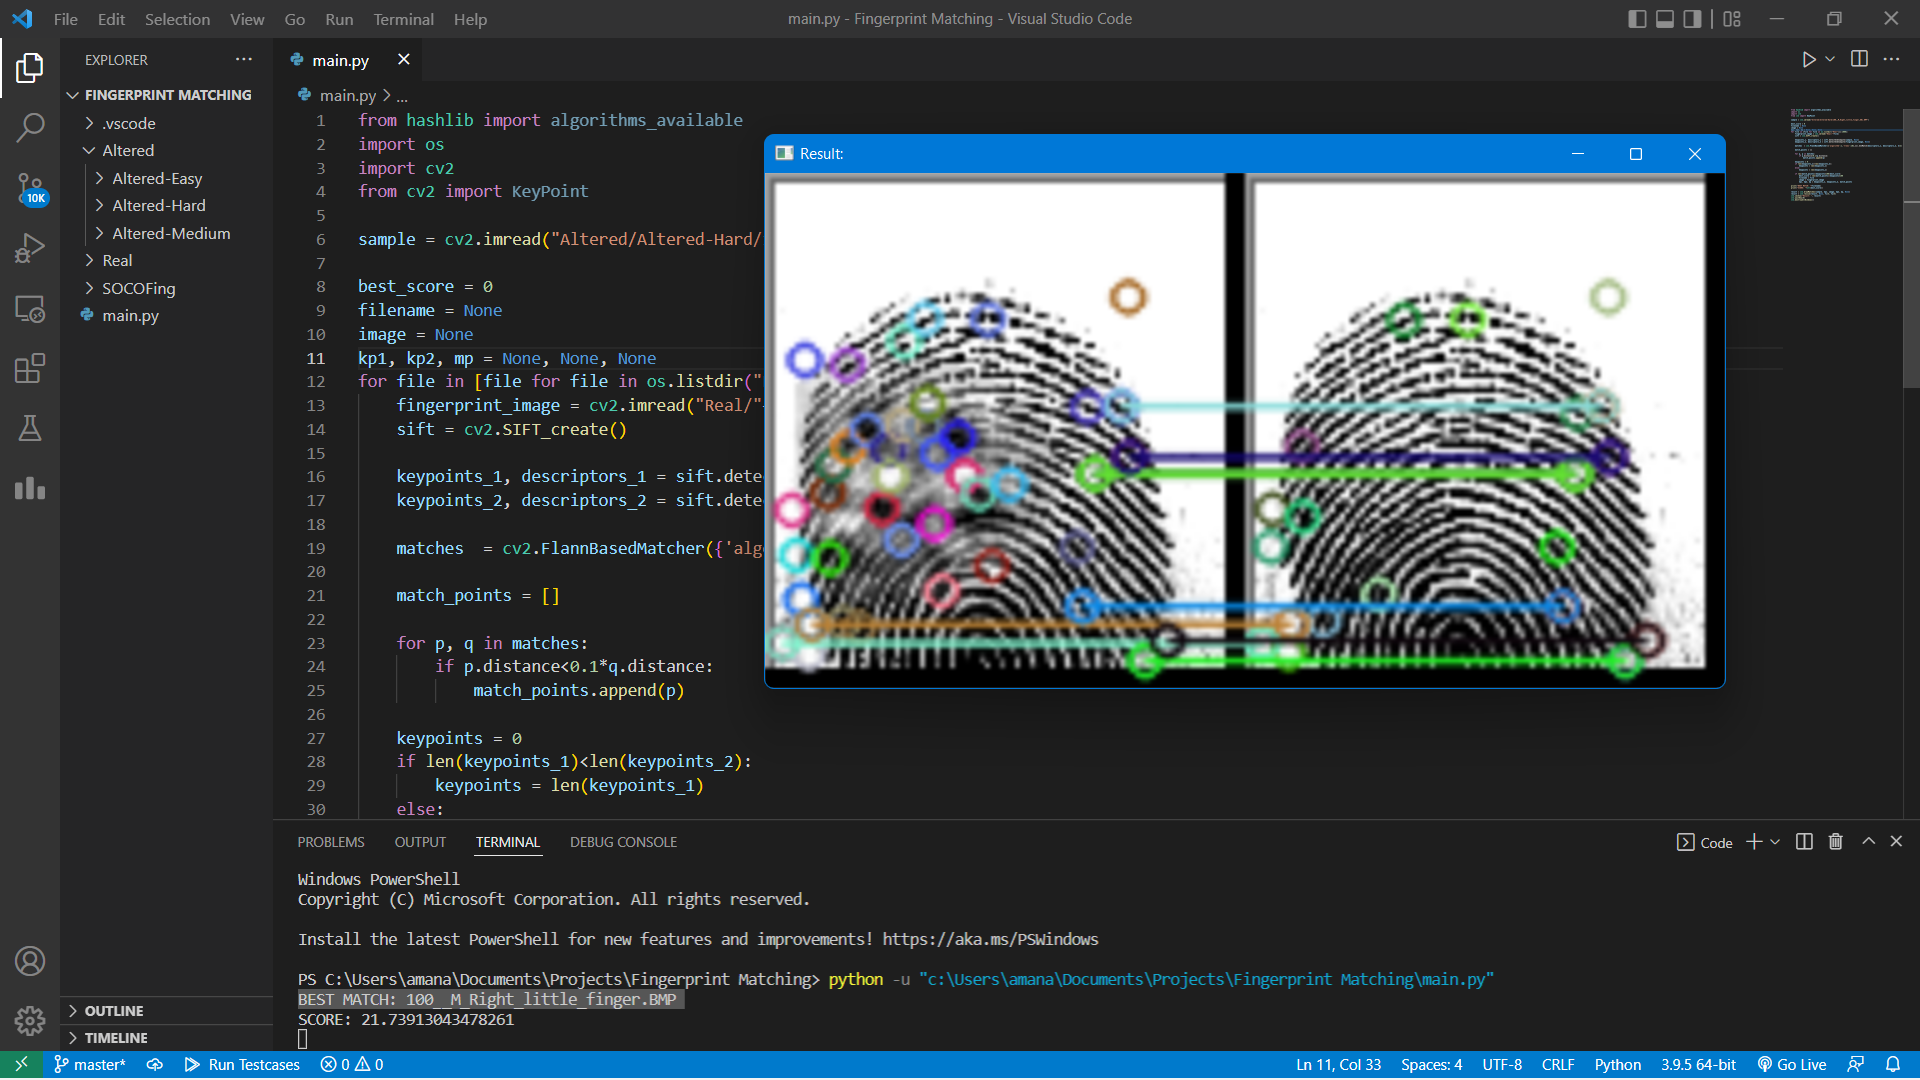 File Edit Selection View Go Run Terminal Help
main.py - Fingerprint Matching - Visual Studio Code
EXPLORER
FINGERPRINT MATCHING
.vscode
Altered
Altered-Easy
Altered-Hard
Altered-Medium
Real
SOCOFing
main.py
10K
OUTLINE
TIMELINE
main.py
main.py > ...
1 from hashlib import algorithms_available
2 import os
3 import cv2
4 from cv2 import KeyPoint
5
6 sample = cv2.imread("Altered/Altered-Hard/
7
8 best_score = 0
9 filename = None
10 image = None
11 kp1, kp2, mp = None, None, None
12 for file in [file for file in os.listdir("
13 fingerprint_image = cv2.imread("Real/"
14 sift = cv2.SIFT_create()
15
16 keypoints_1, descriptors_1 = sift.dete
17 keypoints_2, descriptors_2 = sift.dete
18
19 matches  = cv2.FlannBasedMatcher({'alg
20
21 match_points = []
22
23 for p, q in matches:
24 if p.distance<0.1*q.distance:
25 match_points.append(p)
26
27 keypoints = 0
28 if len(keypoints_1)<len(keypoints_2):
29 keypoints = len(keypoints_1)
30 else:
Result:
PROBLEMS OUTPUT TERMINAL DEBUG CONSOLE
Code
Windows PowerShell
Copyright (C) Microsoft Corporation. All rights reserved.
Install the latest PowerShell for new features and improvements! https://aka.ms/PSWindows
PS C:\Users\amana\Documents\Projects\Fingerprint Matching> python -u "c:\Users\amana\Documents\Projects\Fingerprint Matching\main.py"
BEST MATCH: 100__M_Right_little_finger.BMP
SCORE: 21.73913043478261
master* Run Testcases 0 0
Ln 11, Col 33 Spaces: 4 UTF-8 CRLF Python 3.9.5 64-bit Go Live